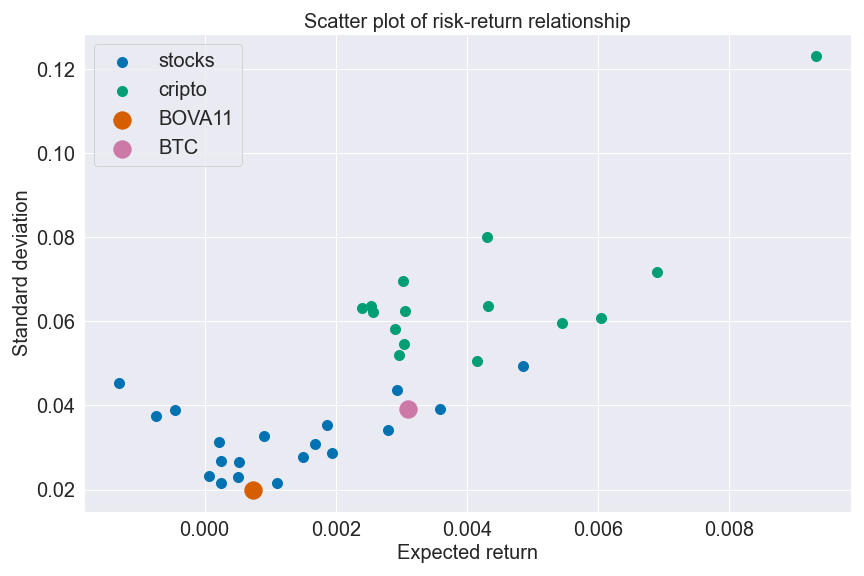 Scatter plot of risk-return relationship
stocks
cripto
BOVA11
BTC
Standard deviation
0.12
0.10
0.08
0.06
0.04
0.02
0.000 0.002 0.004 0.006 0.008
Expected return